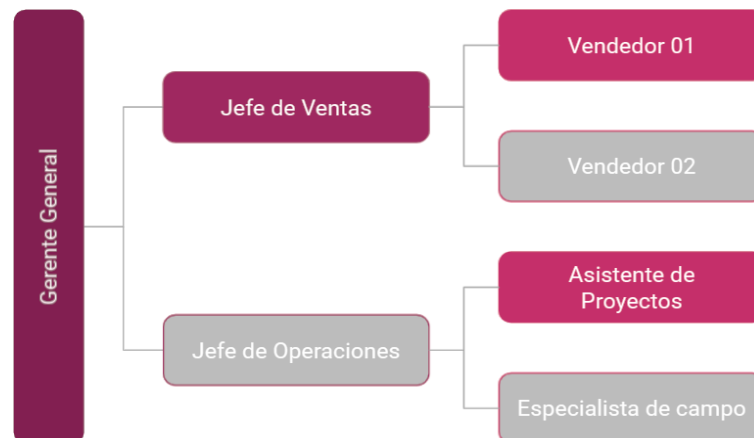 Gerente General
Jefe de Ventas
Vendedor 01
Vendedor 02
Jefe de Operaciones
Asistente de
Proyectos
Especialista de campo